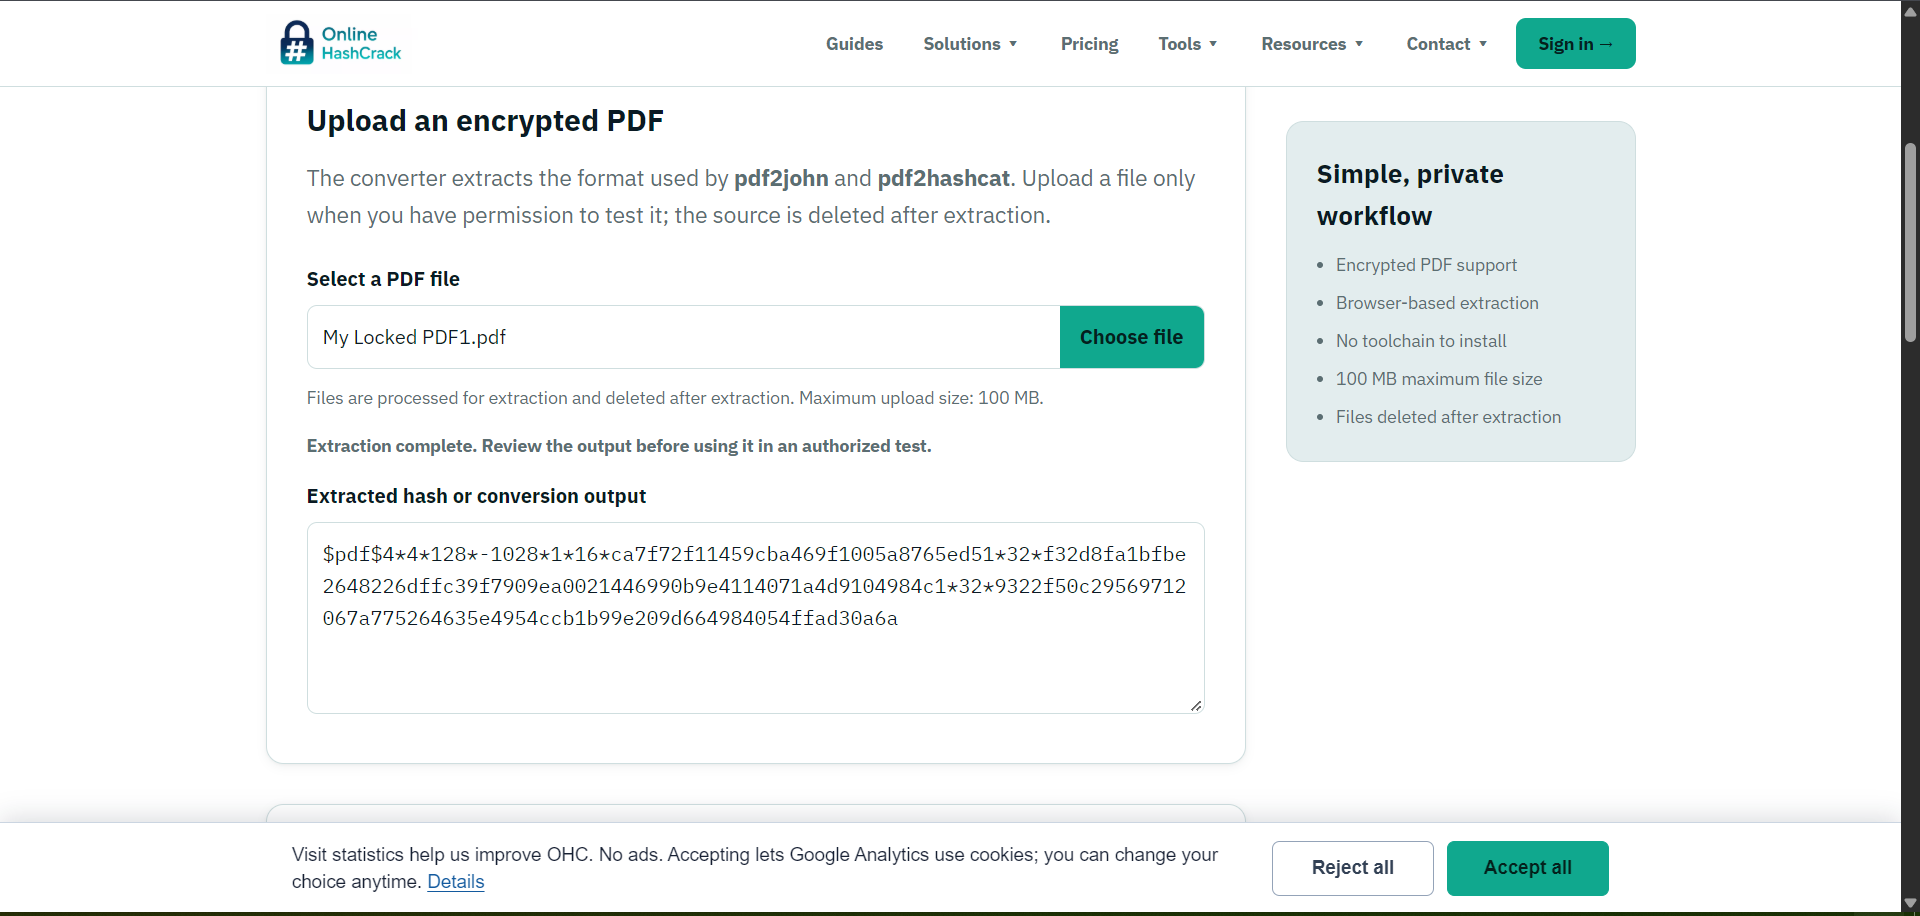 Online
HashCrack
Guides
Solutions
Pricing
Tools
Resources
Contact
Sign in →
Upload an encrypted PDF
The converter extracts the format used by pdf2john and pdf2hashcat. Upload a file only
when you have permission to test it; the source is deleted after extraction.
Select a PDF file
My Locked PDF1.pdf
Choose file
Files are processed for extraction and deleted after extraction. Maximum upload size: 100 MB.
Extraction complete. Review the output before using it in an authorized test.
Extracted hash or conversion output
$pdf$4*4*128*-1028*1*16*ca7f72f11459cba469f1005a8765ed51*32*f32d8fa1bfbe
2648226dffc39f7909ea0021446990b9e4114071a4d9104984c1*32*9322f50c29569712
067a775264635e4954ccb1b99e209d664984054ffad30a6a
Simple, private
workflow
• Encrypted PDF support
• Browser-based extraction
• No toolchain to install
• 100 MB maximum file size
• Files deleted after extraction
Visit statistics help us improve OHC. No ads. Accepting lets Google Analytics use cookies; you can change your
choice anytime. Details
Reject all
Accept all